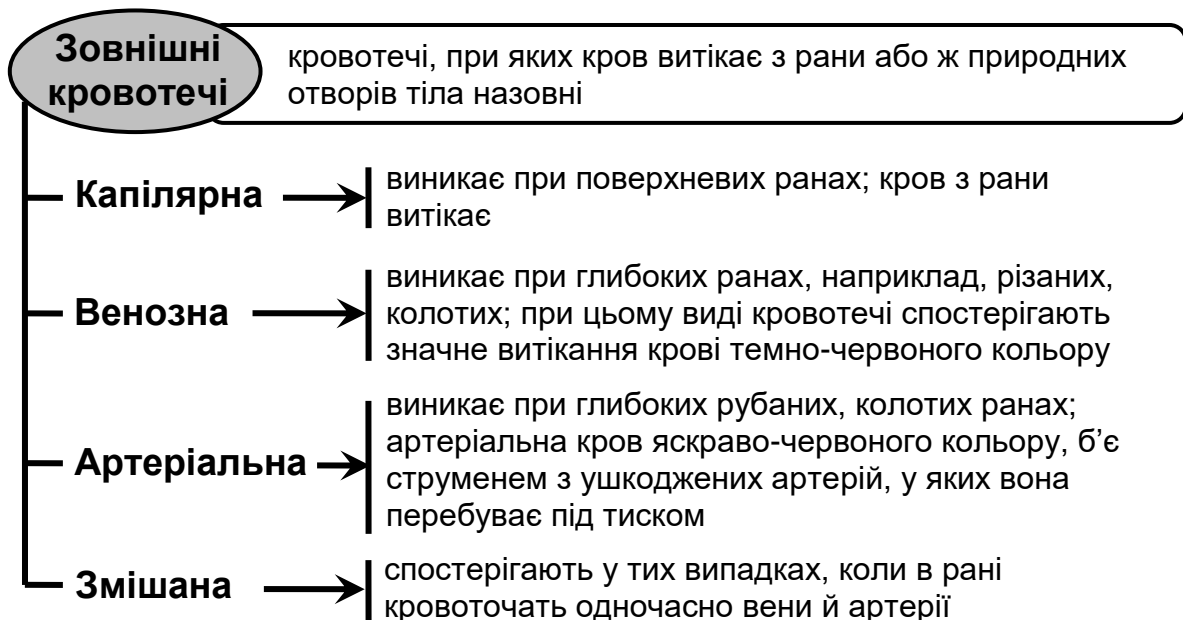 Зовнішні
кровотечі
кровотечі, при яких кров витікає з рани або ж природних
отворів тіла назовні
Капілярна
виникає при поверхневих ранах; кров з рани
витікає
Венозна
виникає при глибоких ранах, наприклад, різаних,
колотих; при цьому виді кровотечі спостерігають
значне витікання крові темно-червоного кольору
Артеріальна
виникає при глибоких рубаних, колотих ранах;
артеріальна кров яскраво-червоного кольору, б’є
струменем з ушкоджених артерій, у яких вона
перебуває під тиском
Змішана
спостерігають у тих випадках, коли в рані
кровоточать одночасно вени й артерії